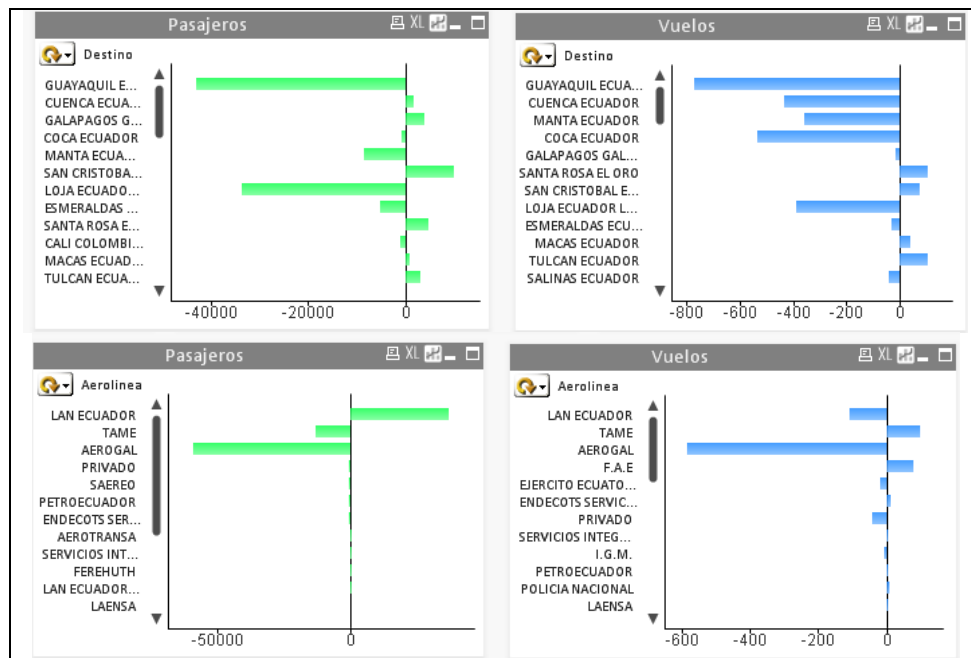 Pasajeros XL
Destino
GUAYAQUIL E...
CUENCA ECUA...
GALAPAGOS G...
COCA ECUADOR
MANTA ECUA...
SAN CRISTOBA...
LOJA ECUADO...
ESMERALDAS ...
SANTA ROSA E...
CALI COLOMBI...
MACAS ECUAD...
TULCAN ECUA...
-40000 -20000 0
Vuelos XL
Destino
GUAYAQUIL ECUA...
CUENCA ECUADOR
MANTA ECUADOR
COCA ECUADOR
GALAPAGOS GAL...
SANTA ROSA EL ORO
SAN CRISTOBAL E...
LOJA ECUADOR L...
ESMERALDAS ECU...
MACAS ECUADOR
TULCAN ECUADOR
SALINAS ECUADOR
-800 -600 -400 -200 0
Pasajeros XL
Aerolinea
LAN ECUADOR
TAME
AEROGAL
PRIVADO
SAEREO
PETROECUADOR
ENDECOTS SER...
AEROTRANSA
SERVICIOS INT...
FEREHUTH
LAN ECUADOR...
LAENSA
-50000 0
Vuelos XL
Aerolinea
LAN ECUADOR
TAME
AEROGAL
F.A.E
EJERCITO ECUATO...
ENDECOTS SERVIC...
PRIVADO
SERVICIOS INTEG...
I.G.M.
PETROECUADOR
POLICIA NACIONAL
LAENSA
-600 -400 -200 0